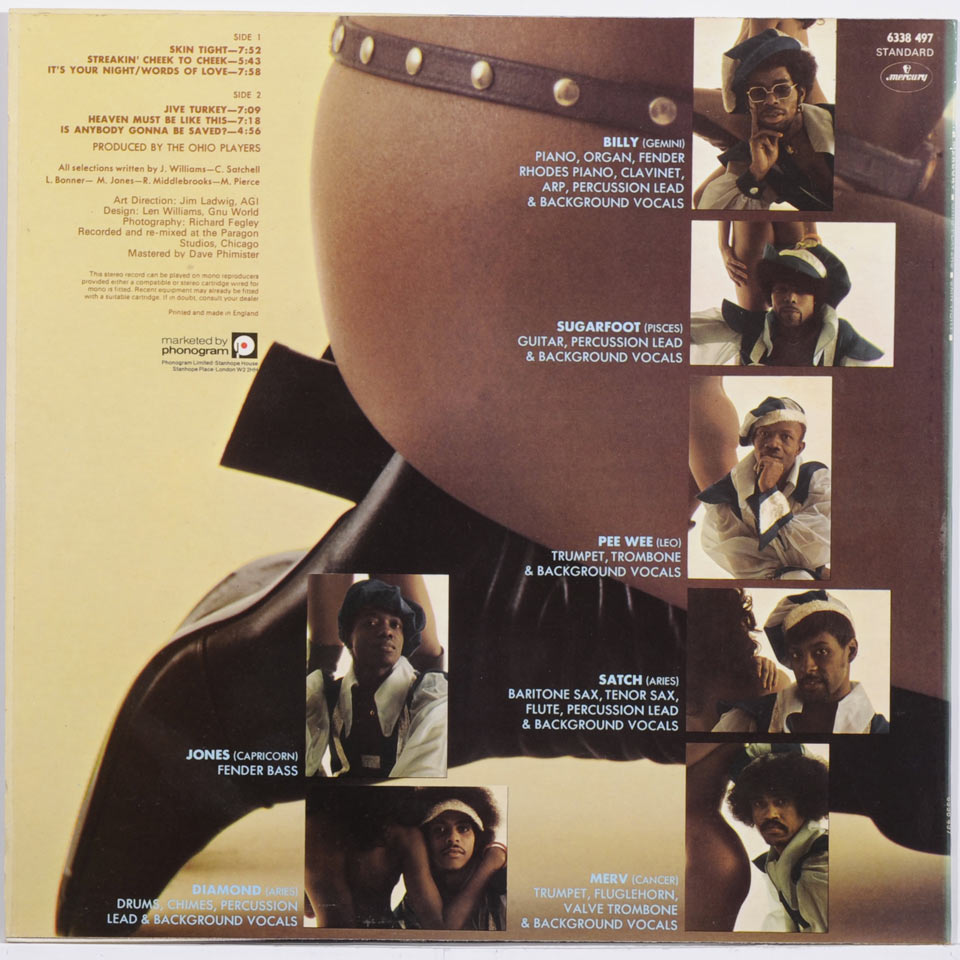 SIDE 1
SKIN TIGHT—7:52
STREAKIN' CHEEK TO CHEEK—5:43
IT'S YOUR NIGHT/WORDS OF LOVE—7:58
SIDE 2
JIVE TURKEY—7:09
HEAVEN MUST BE LIKE THIS—7:18
IS ANYBODY GONNA BE SAVED?—4:56
PRODUCED BY THE OHIO PLAYERS
All selections written by J. Williams—C. Satchell
L. Bonner— M. Jones—R. Middlebrooks—M. Pierce
Art Direction: Jim Ladwig, AGI
Design: Len Williams, Gnu World
Photography: Richard Fegley
Recorded and re-mixed at the Paragon
Studios, Chicago
Mastered by Dave Phimister
This stereo record can be played on mono reproducers
provided either a compatible or stereo cartridge wired for
mono is fitted. Recent equipment may already be fitted
with a suitable cartridge. If in doubt, consult your dealer
Printed and made in England
marketed by
phonogram
Phonogram Limited·Stanhope House
Stanhope Place·London W2 2HH
6338 497
STANDARD
mercury
BILLY (GEMINI)
PIANO, ORGAN, FENDER
RHODES PIANO, CLAVINET,
ARP, PERCUSSION LEAD
& BACKGROUND VOCALS
SUGARFOOT (PISCES)
GUITAR, PERCUSSION LEAD
& BACKGROUND VOCALS
PEE WEE (LEO)
TRUMPET, TROMBONE
& BACKGROUND VOCALS
SATCH (ARIES)
BARITONE SAX, TENOR SAX,
FLUTE, PERCUSSION LEAD
& BACKGROUND VOCALS
JONES (CAPRICORN)
FENDER BASS
DIAMOND (ARIES)
DRUMS, CHIMES, PERCUSSION
LEAD & BACKGROUND VOCALS
MERV (CANCER)
TRUMPET, FLUGLEHORN,
VALVE TROMBONE
& BACKGROUND VOCALS